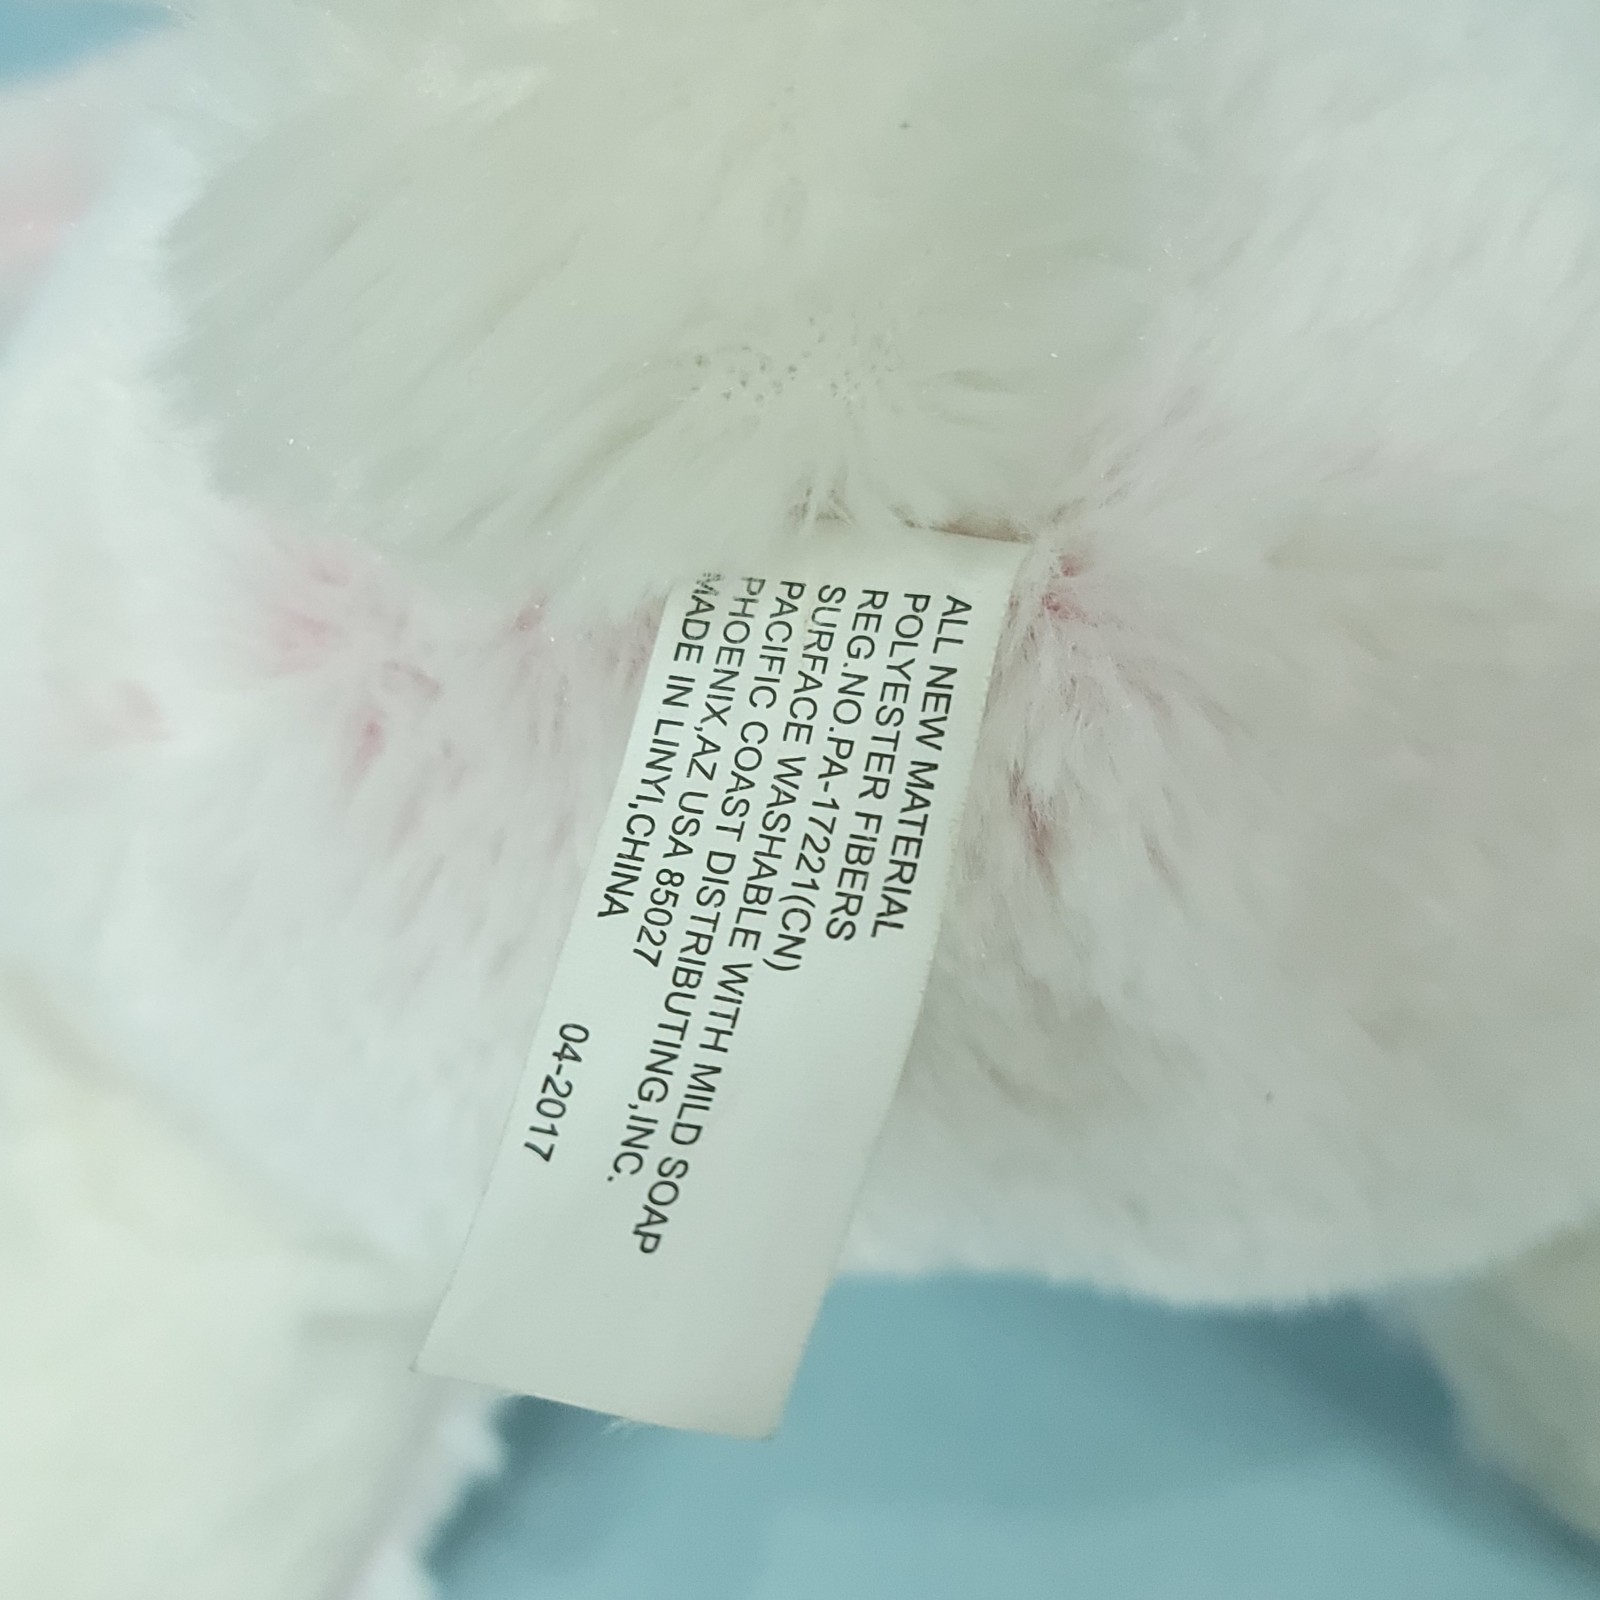 ALL NEW MATERIAL
POLYESTER FIBERS
REG.NO.PA-17221(CN)
SURFACE WASHABLE WITH MILD SOAP
PACIFIC COAST DISTRIBUTING,INC.
PHOENIX,AZ USA 85027
MADE IN LINYI,CHINA
04-2017